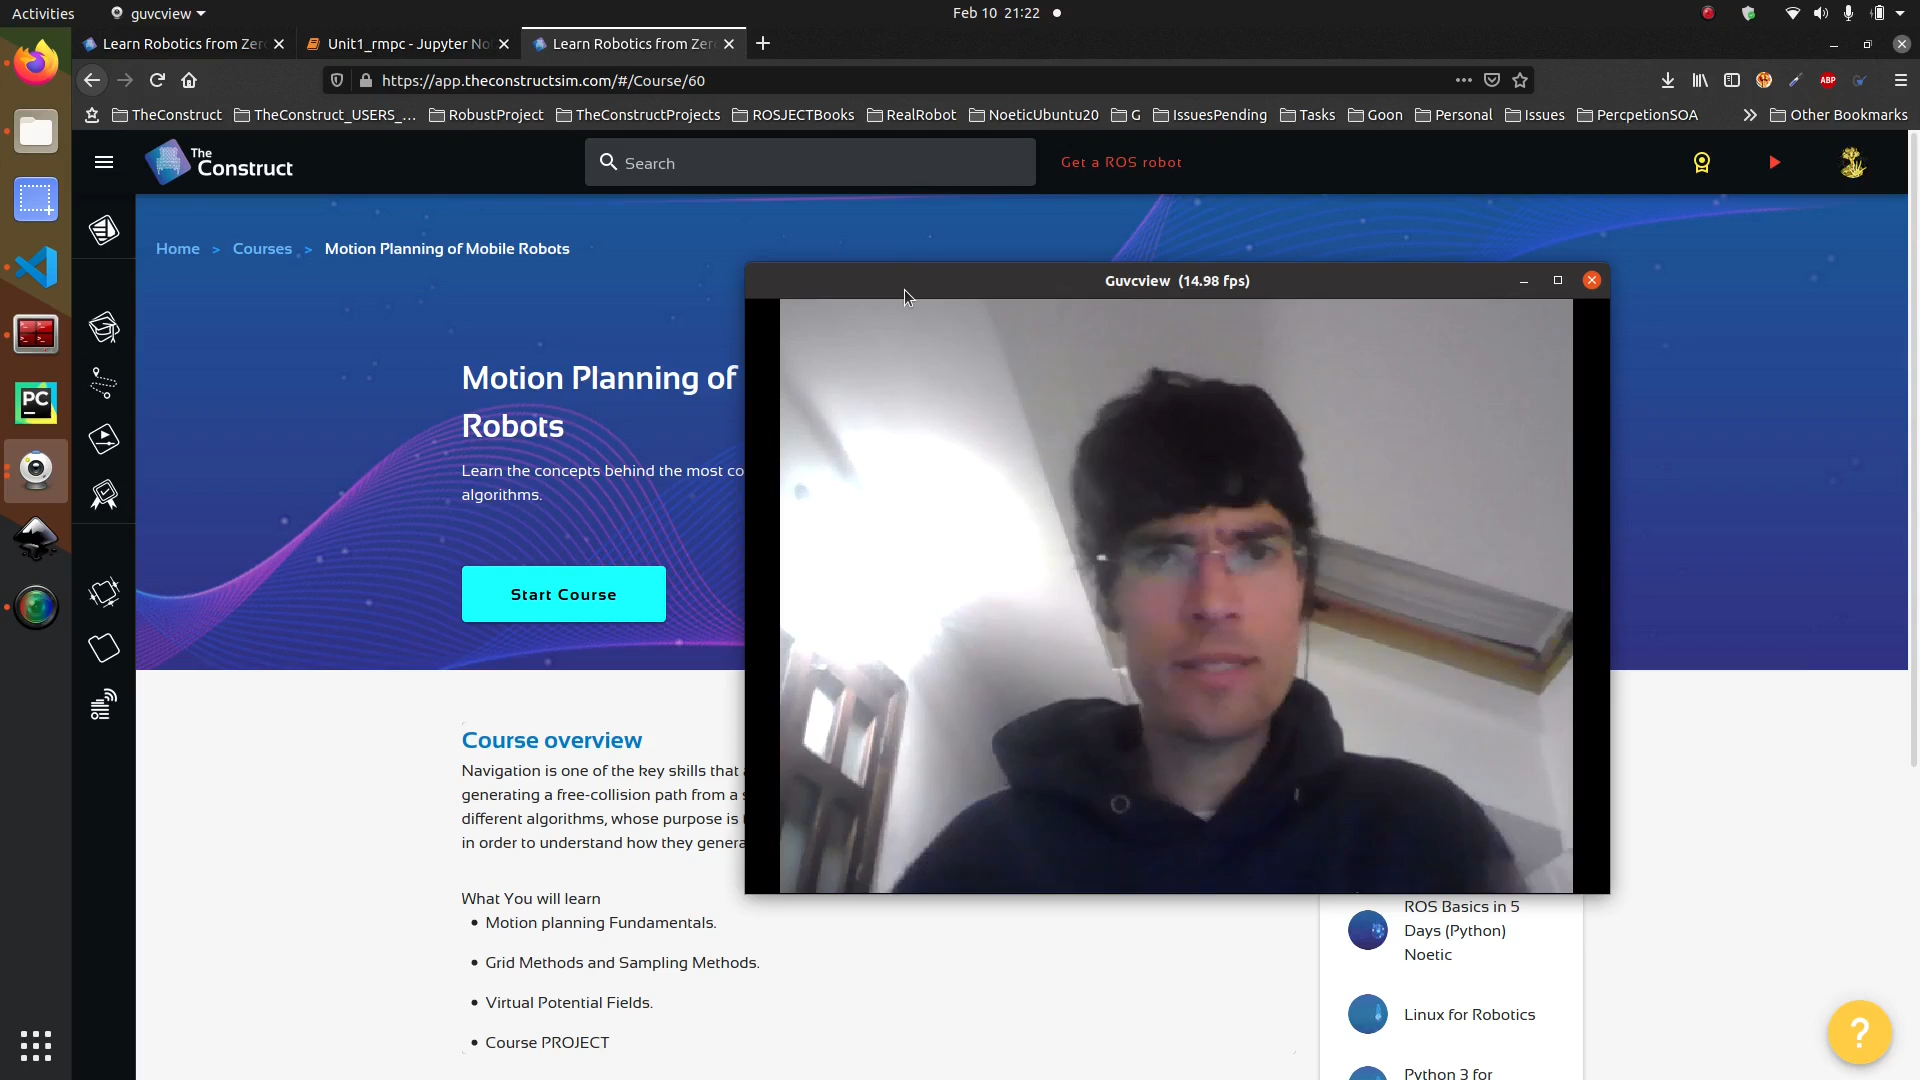 Activities
guvcview
Feb 10 21:22
Learn Robotics from Zer
Unit1_rmpc - Jupyter No
Learn Robotics from Zer
https://app.theconstructsim.com/#/Course/60
ABP
TheConstruct
TheConstruct_USERS_...
RobustProject
TheConstructProjects
ROSJECTBooks
RealRobot
NoeticUbuntu20
G
IssuesPending
Tasks
Goon
Personal
Issues
PercpetionSOA
Other Bookmarks
The
Construct
Search
Get a ROS robot
Home > Courses > Motion Planning of Mobile Robots
Guvcview (14.98 fps)
Motion Planning of
Robots
Learn the concepts behind the most co
algorithms.
Start Course
PC
Course overview
Navigation is one of the key skills that
generating a free-collision path from a s
different algorithms, whose purpose is
in order to understand how they genera
What You will learn
Motion planning Fundamentals.
Grid Methods and Sampling Methods.
Virtual Potential Fields.
Course PROJECT
ROS Basics in 5
Days (Python)
Noetic
Linux for Robotics
Python 3 for
?